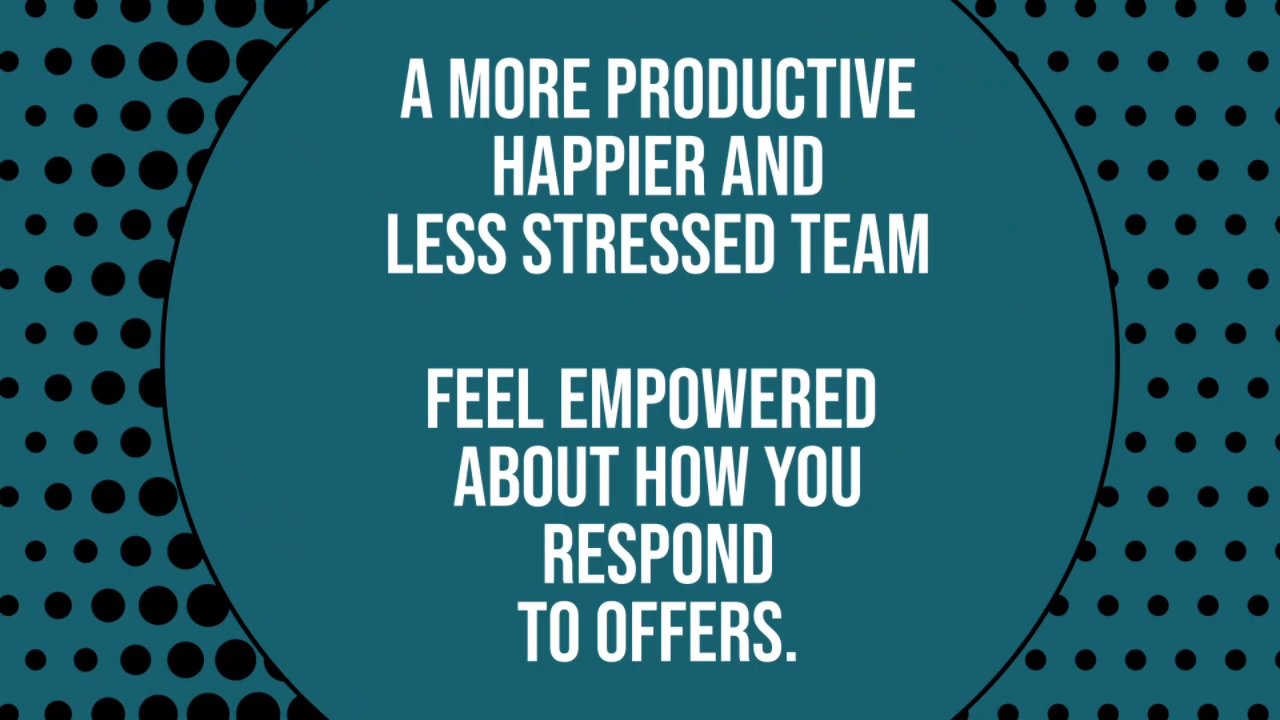 A MORE PRODUCTIVE
HAPPIER AND
LESS STRESSED TEAM
FEEL EMPOWERED
ABOUT HOW YOU
RESPOND
TO OFFERS.